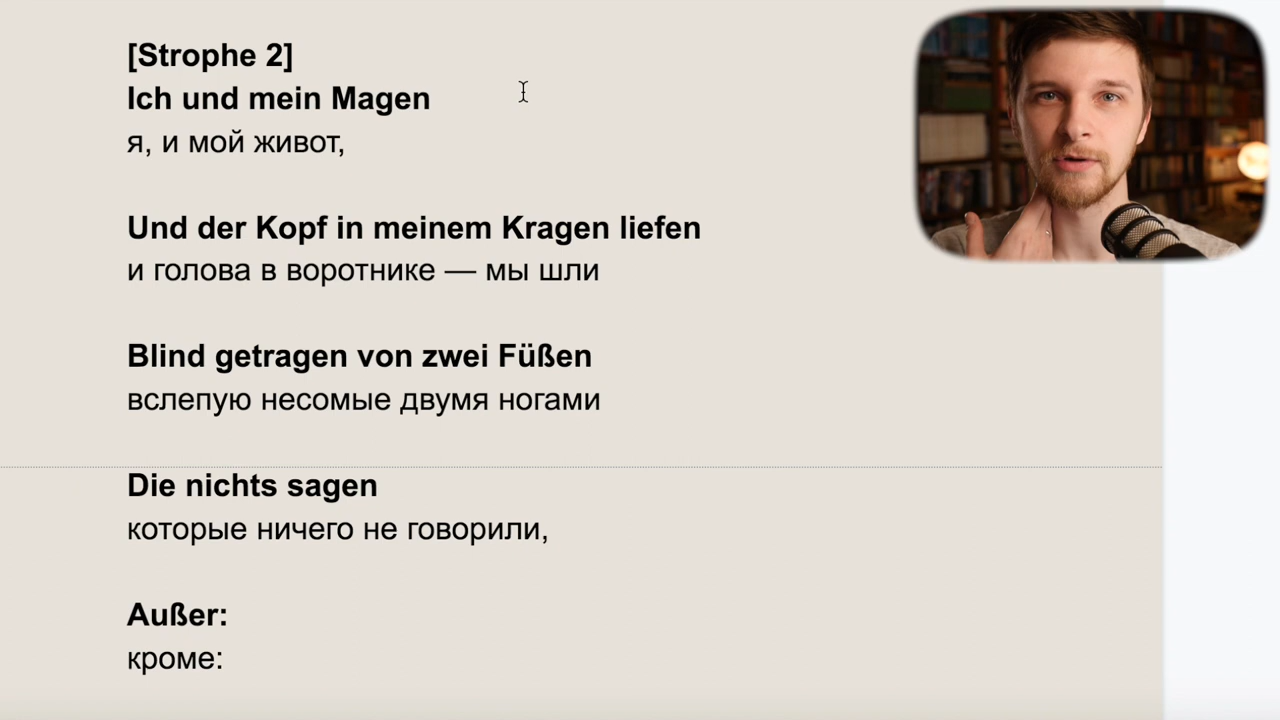 [Strophe 2]
Ich und mein Magen
я, и мой живот,
Und der Kopf in meinem Kragen liefen
и голова в воротнике — мы шли
Blind getragen von zwei Füßen
вслепую несомые двумя ногами
Die nichts sagen
которые ничего не говорили,
Außer:
кроме: